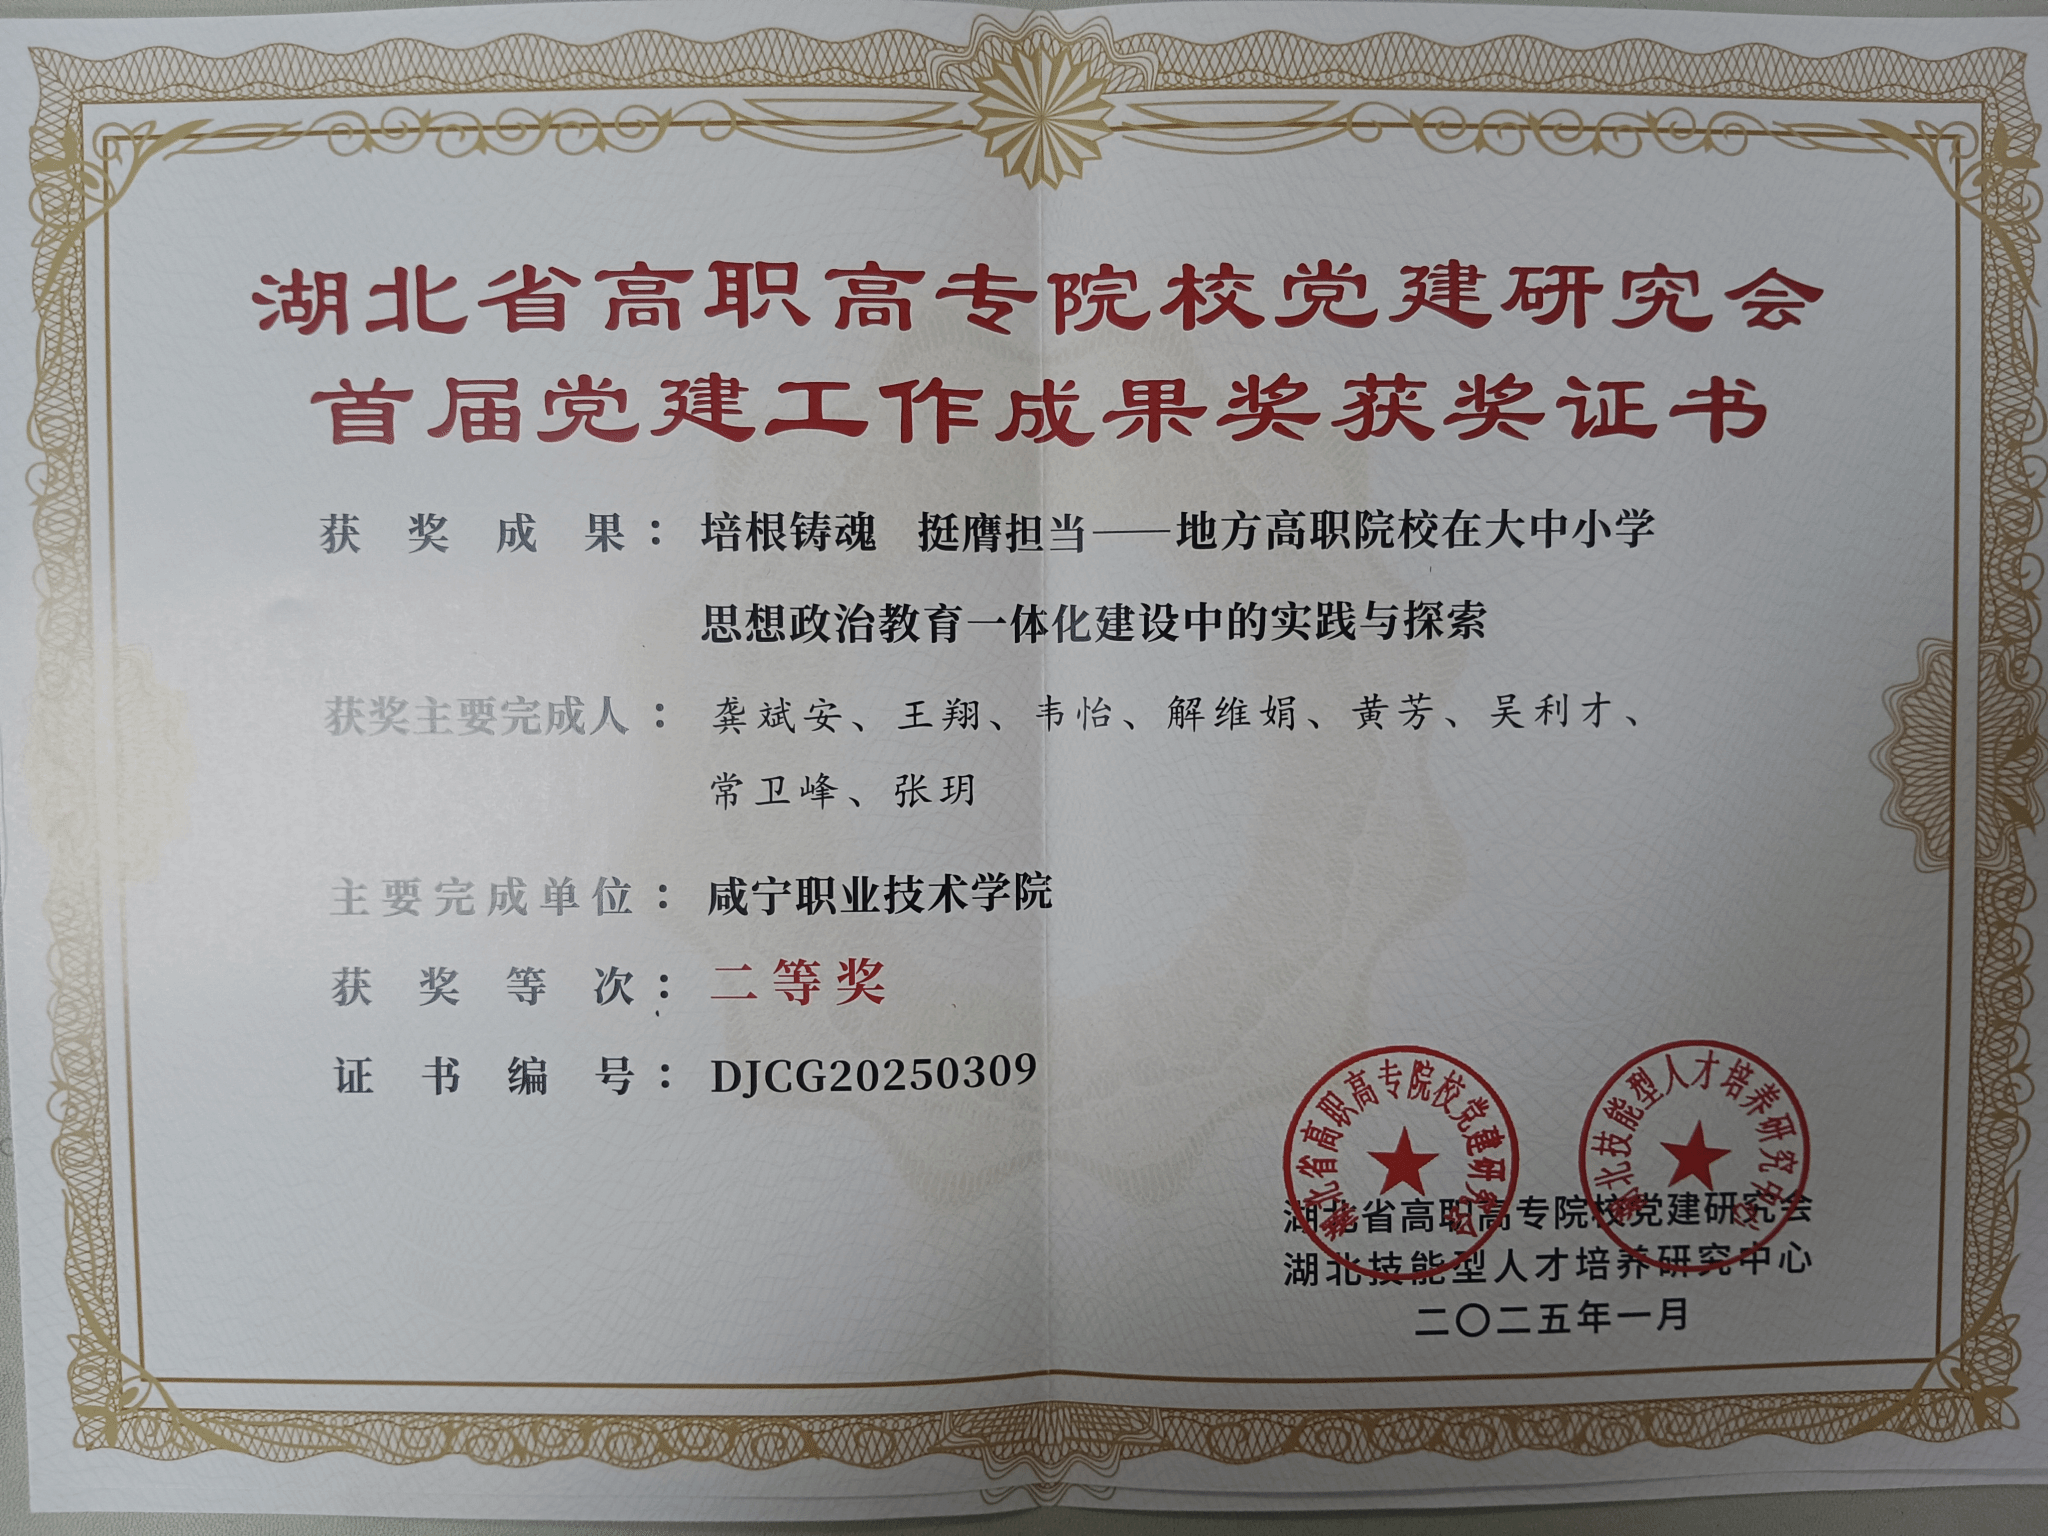 湖北省高职高专院校党建研究会
首届党建工作成果奖获奖证书
获奖成果：培根铸魂 挺膺担当——地方高职院校在大中小学
思想政治教育一体化建设中的实践与探索
获奖主要完成人：龚斌安、王翔、韦怡、解维娟、黄芳、吴利才、
常卫峰、张玥
主要完成单位：咸宁职业技术学院
获奖等次：二等奖
证书编号：DJCG20250309
湖北省高职高专院校党建研究会
湖北技能型人才培养研究中心
湖北省高职高专院校党建研究会
湖北技能型人才培养研究中心
二〇二五年一月